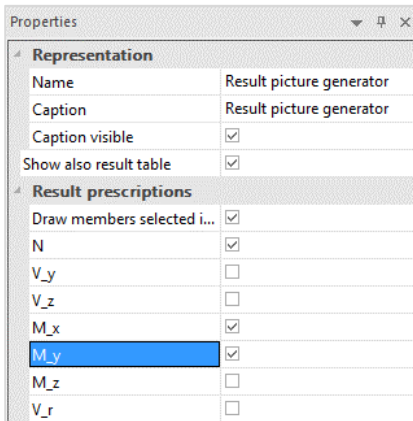 Properties
Representation
Name Result picture generator
Caption Result picture generator
Caption visible
Show also result table
Result prescriptions
Draw members selected i...
N
V_y
V_z
M_x
M_y
M_z
V_r